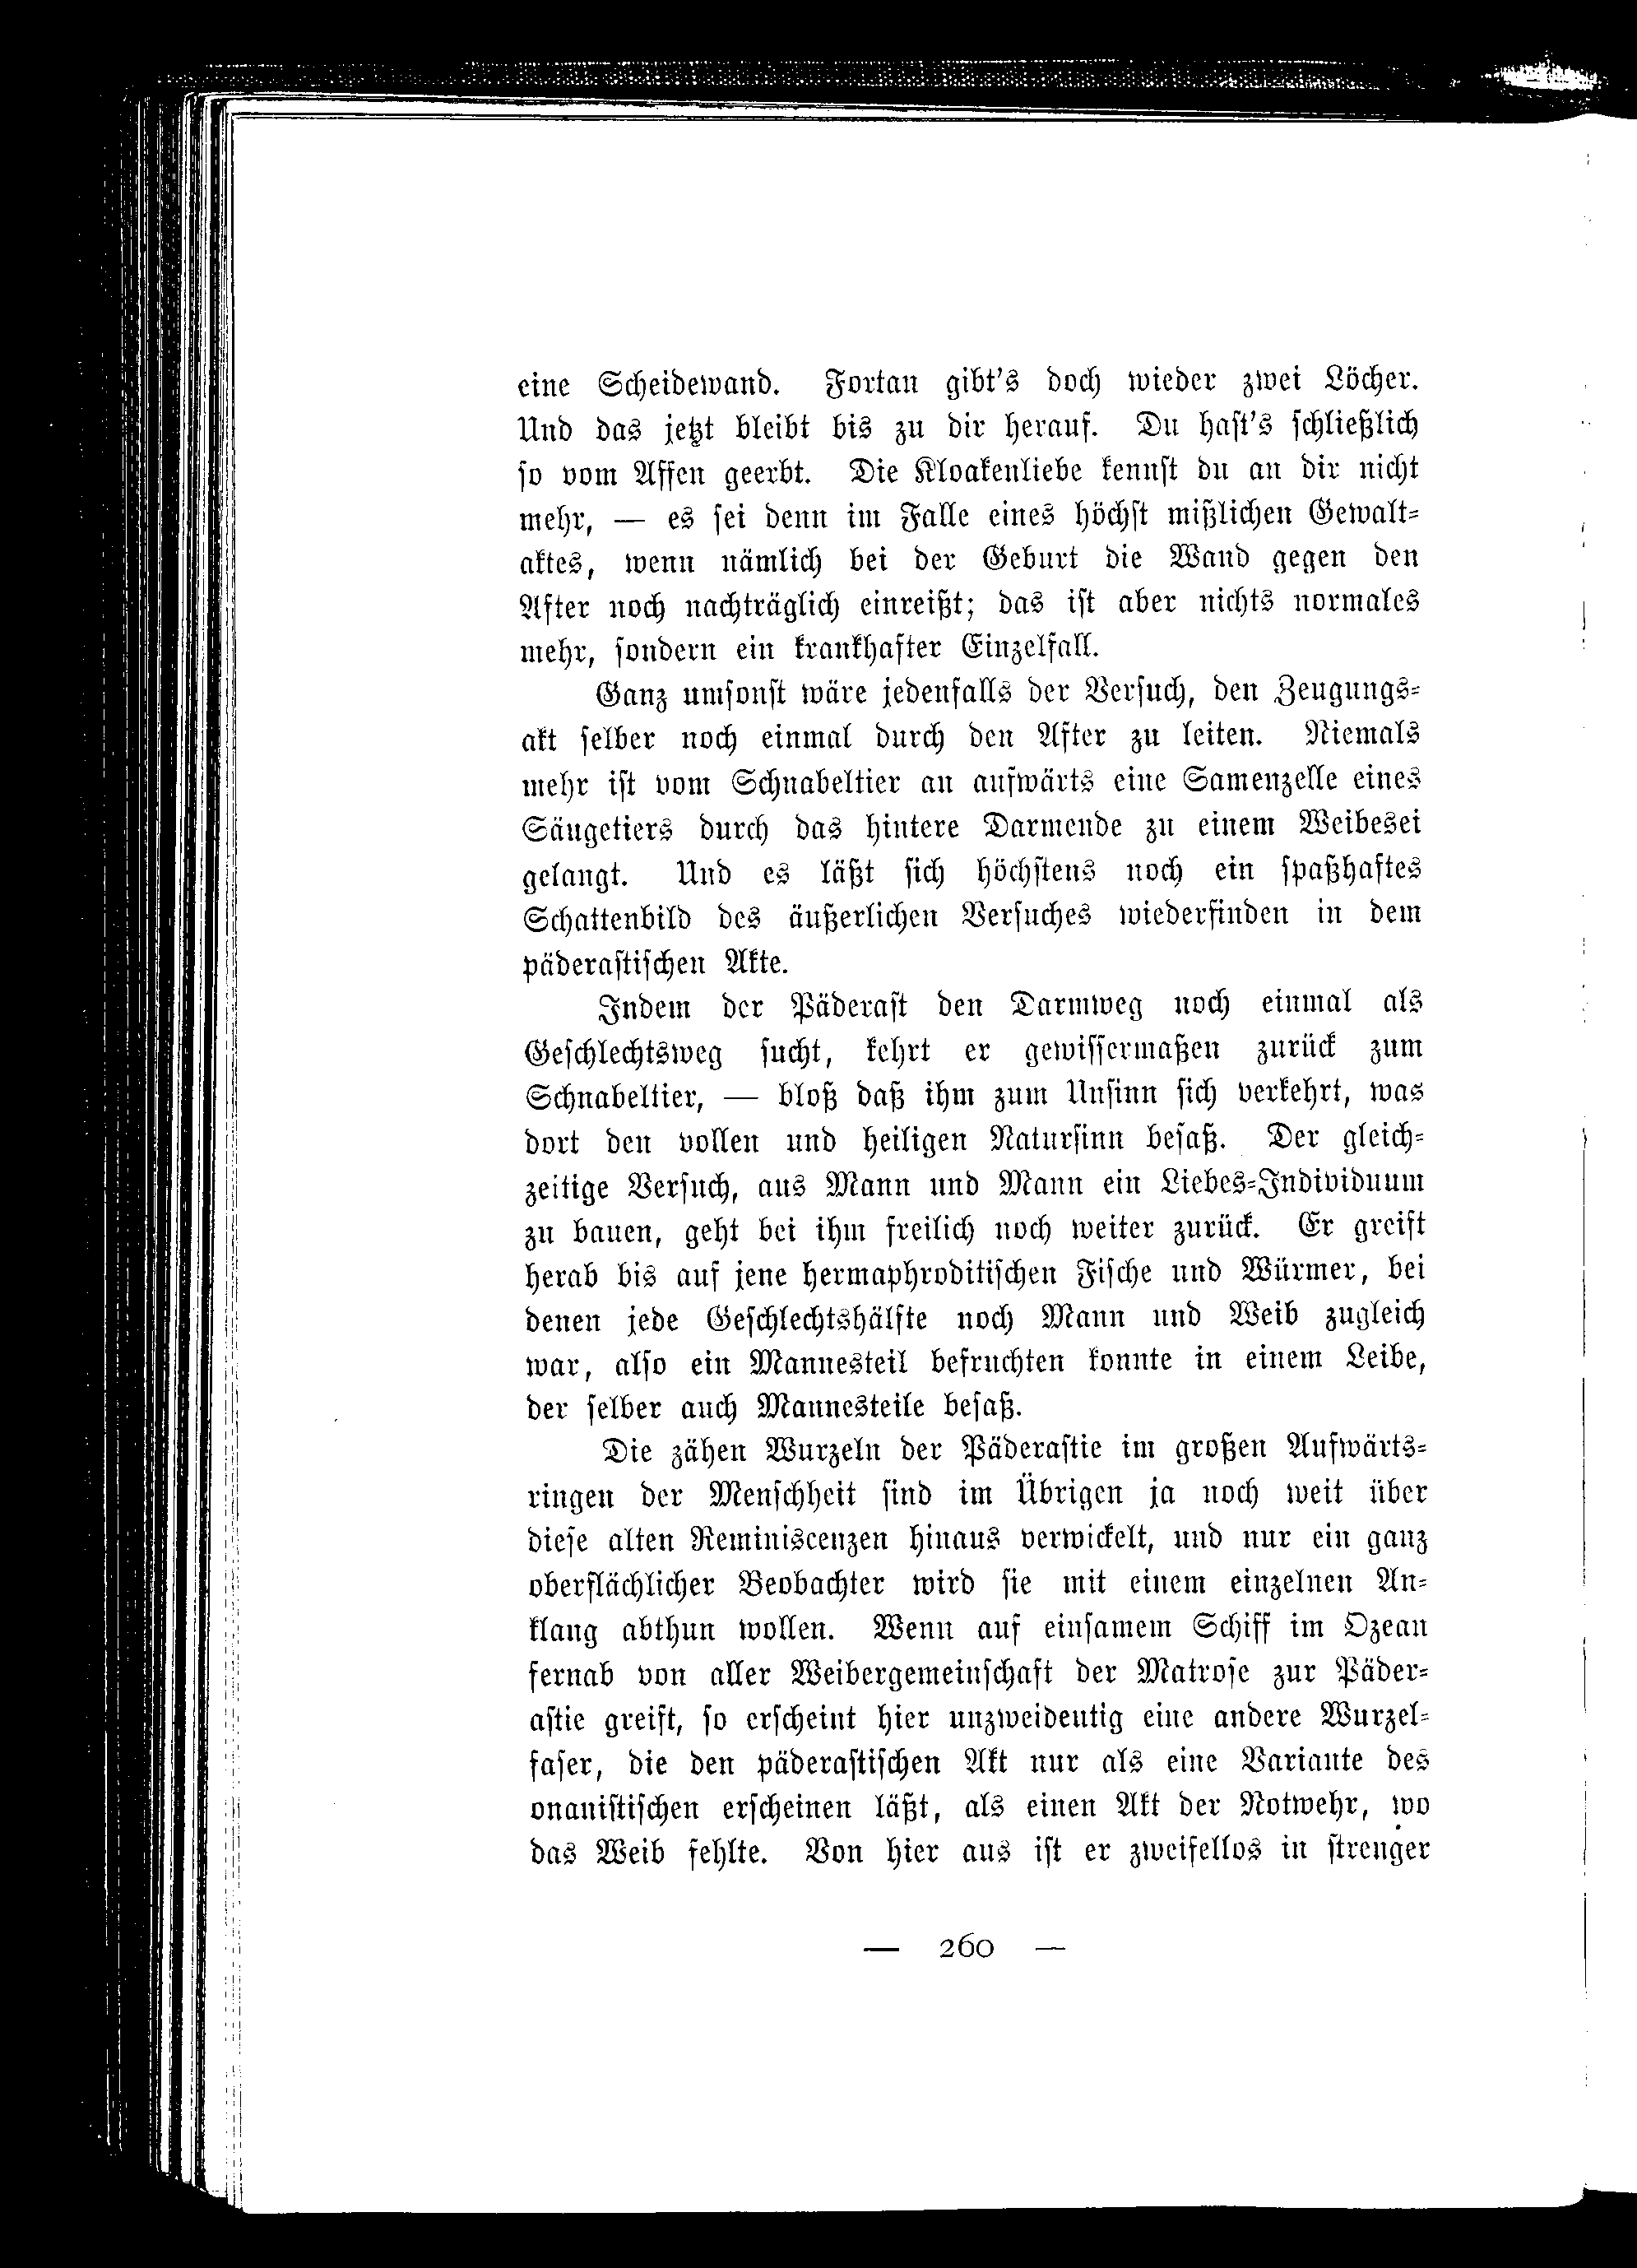 eine Scheidewand. Fortan gibt's doch wieder zwei Löcher.
Und das jetzt bleibt bis zu dir herauf. Du hast's schließlich
so vom Affen geerbt. Die Kloakenliebe kennst du an dir nicht
mehr, — es sei denn im Falle eines höchst mißlichen Gewalt-
aktes, wenn nämlich bei der Geburt die Wand gegen den
After noch nachträglich einreißt; das ist aber nichts normales
mehr, sondern ein krankhafter Einzelfall.
Ganz umsonst wäre jedenfalls der Versuch, den Zeugungs-
akt selber noch einmal durch den After zu leiten. Niemals
mehr ist vom Schnabeltier an aufwärts eine Samenzelle eines
Säugetiers durch das hintere Darmende zu einem Weibesei
gelangt. Und es läßt sich höchstens noch ein spaßhaftes
Schattenbild des äußerlichen Versuches wiederfinden in dem
päderastischen Akte.
Indem der Päderast den Darmweg noch einmal als
Geschlechtsweg sucht, kehrt er gewissermaßen zurück zum
Schnabeltier, — bloß daß ihm zum Unsinn sich verkehrt, was
dort den vollen und heiligen Natursinn besaß. Der gleich-
zeitige Versuch, aus Mann und Mann ein Liebes-Individuum
zu bauen, geht bei ihm freilich noch weiter zurück. Er greift
herab bis auf jene hermaphroditischen Fische und Würmer, bei
denen jede Geschlechtshälfte noch Mann und Weib zugleich
war, also ein Mannesteil befruchten konnte in einem Leibe,
der selber auch Mannesteile besaß.
Die zähen Wurzeln der Päderastie im großen Aufwärts-
ringen der Menschheit sind im Übrigen ja noch weit über
diese alten Reminiscenzen hinaus verwickelt, und nur ein ganz
oberflächlicher Beobachter wird sie mit einem einzelnen An-
klang abthun wollen. Wenn auf einsamem Schiff im Ozean
fernab von aller Weibergemeinschaft der Matrose zur Päder-
astie greift, so erscheint hier unzweideutig eine andere Wurzel-
faser, die den päderastischen Akt nur als eine Variante des
onanistischen erscheinen läßt, als einen Akt der Notwehr, wo
das Weib fehlte. Von hier aus ist er zweifellos in strenger
— 260 —